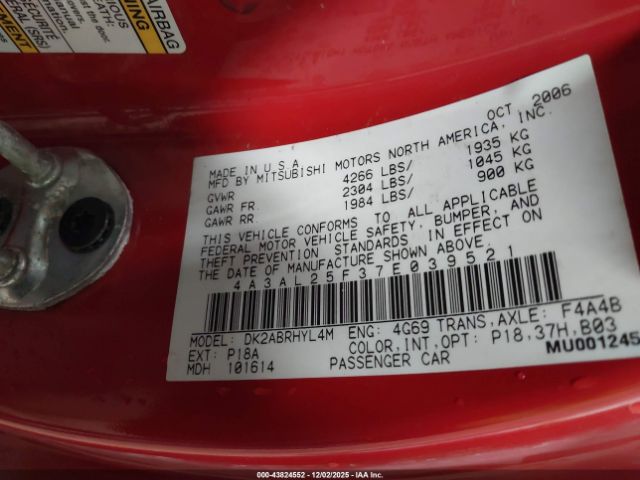 AIRBAG
WARNING
MENT
SÉCURITÉ
(SRS)
MADE IN U.S.A. OCT 2006
MFD BY MITSUBISHI MOTORS NORTH AMERICA, INC.
GVWR 4266 LBS/ 1935 KG
GAWR FR. 2304 LBS/ 1045 KG
GAWR RR. 1984 LBS/ 900 KG
THIS VEHICLE CONFORMS TO ALL APPLICABLE
FEDERAL MOTOR VEHICLE SAFETY, BUMPER, AND
THEFT PREVENTION STANDARDS IN EFFECT ON
THE DATE OF MANUFACTURE SHOWN ABOVE.
4A3AL25F37E039521
MODEL: DK2ABRHYL4M ENG: 4G69 TRANS,AXLE: F4A4B
EXT: P18A COLOR,INT,OPT: P18,37H,B03
MDH 101614 PASSENGER CAR MU001245
000-43824552 - 12/02/2025 - IAA Inc.